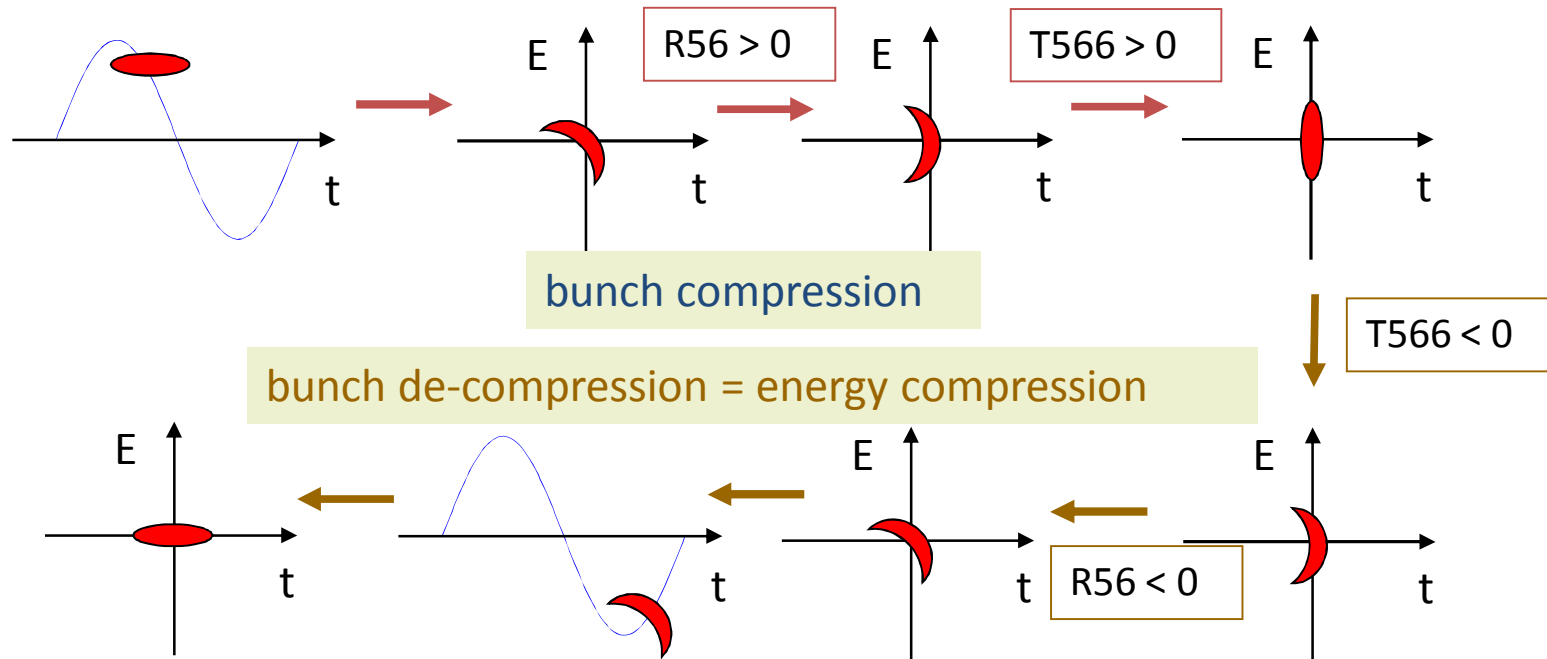 E
R56 > 0
E
T566 > 0
E
t
t
t
t
bunch compression
T566 < 0
bunch de-compression = energy compression
E
E
E
t
t
t
R56 < 0
t